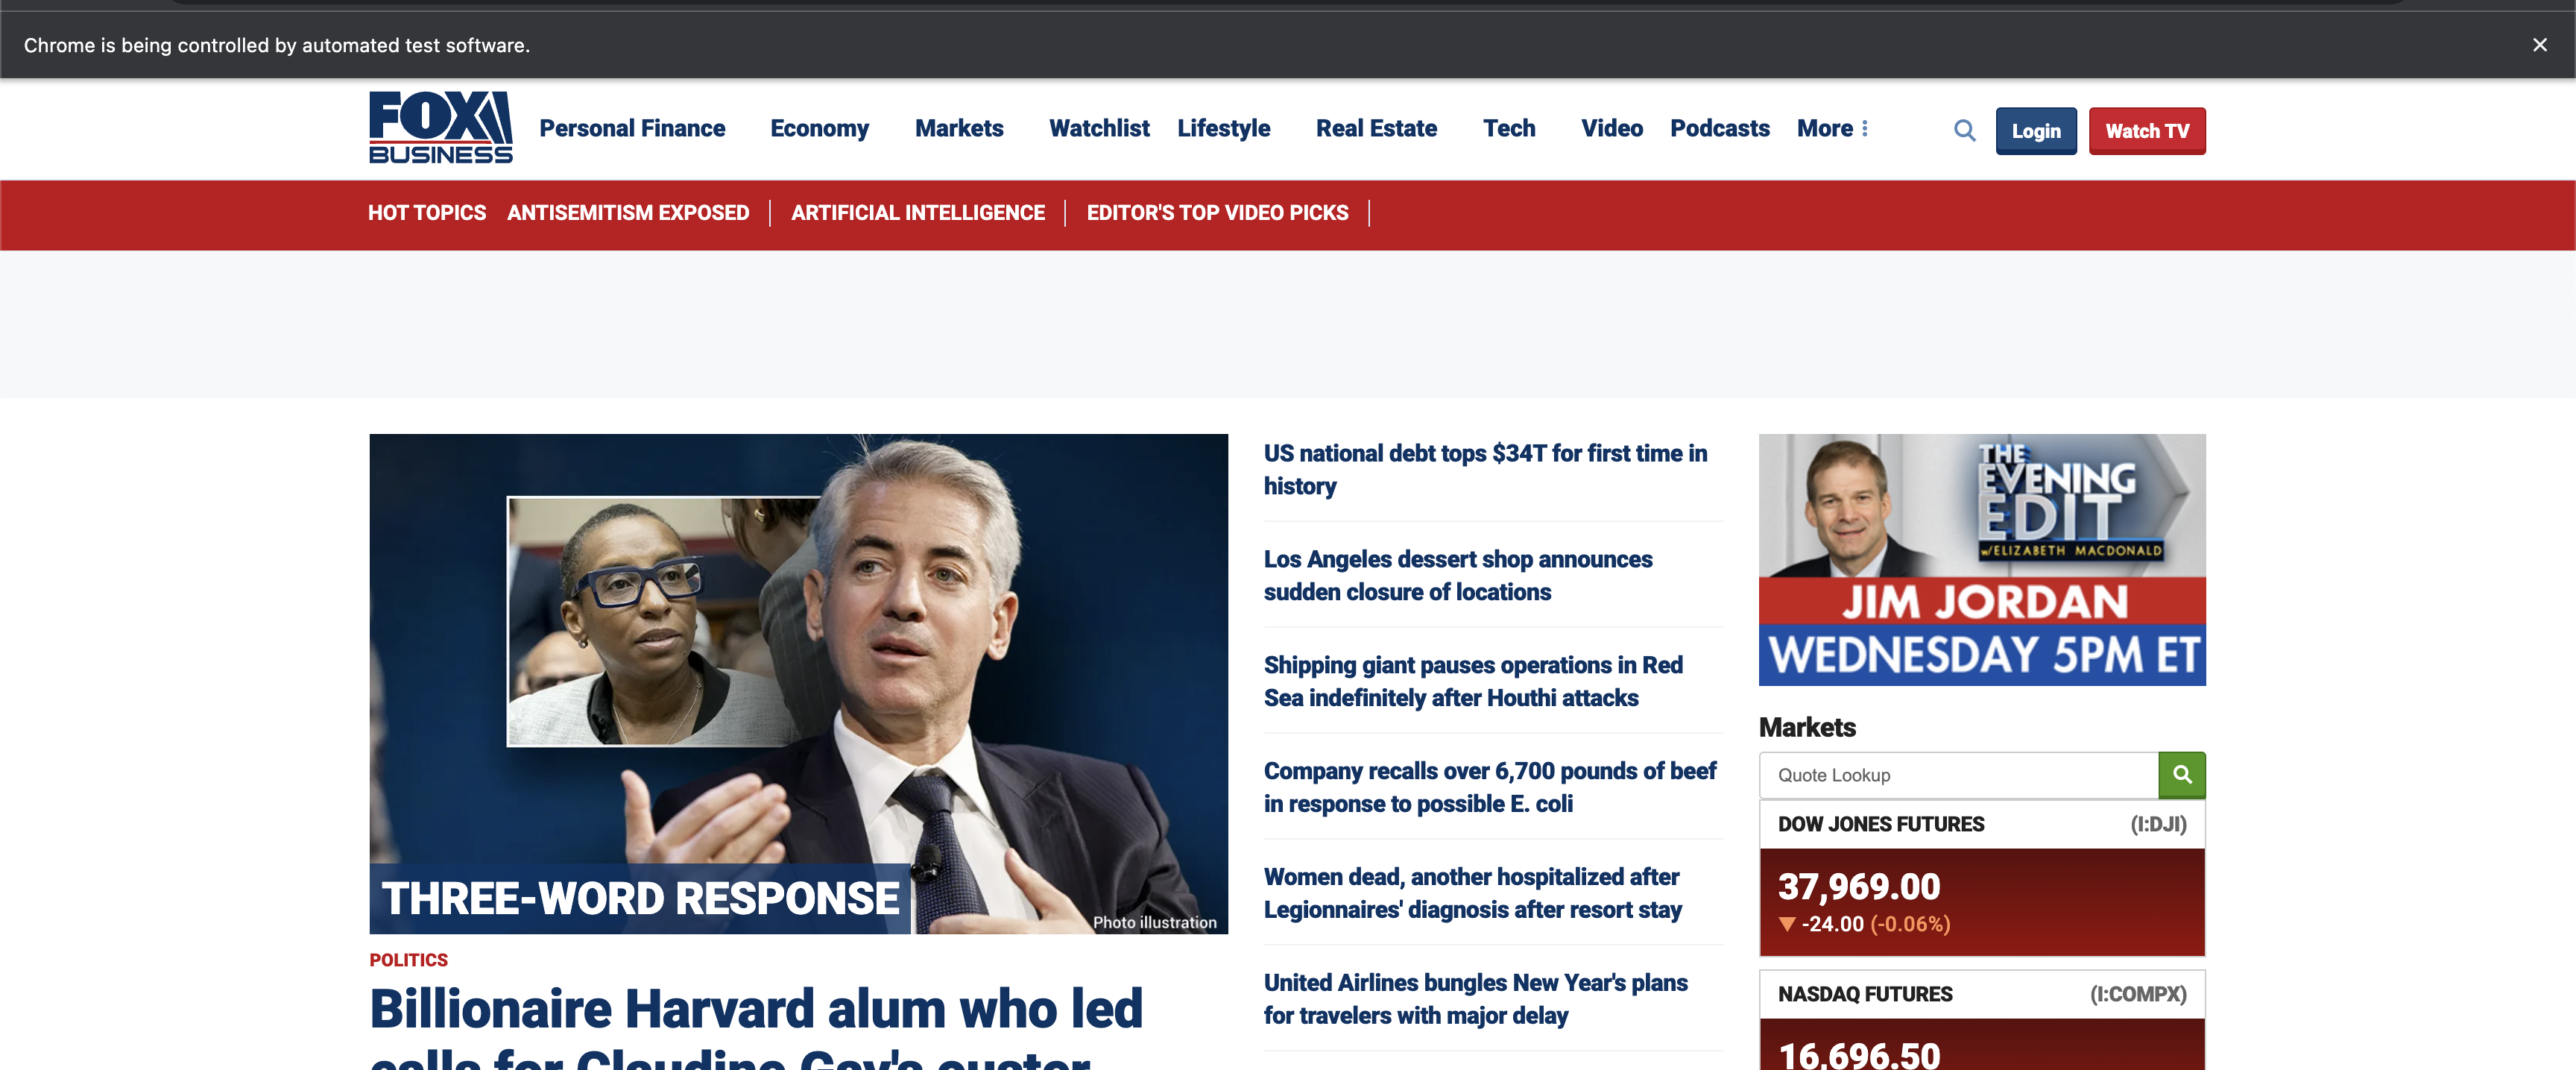 Chrome is being controlled by automated test software.
FOX
BUSINESS
Personal Finance
Economy
Markets
Watchlist
Lifestyle
Real Estate
Tech
Video
Podcasts
More
Login
Watch TV
HOT TOPICS
ANTISEMITISM EXPOSED
ARTIFICIAL INTELLIGENCE
EDITOR'S TOP VIDEO PICKS
THREE-WORD RESPONSE
Photo illustration
POLITICS
Billionaire Harvard alum who led
calls for Claudine Gay's ouster
US national debt tops $34T for first time in
history
Los Angeles dessert shop announces
sudden closure of locations
Shipping giant pauses operations in Red
Sea indefinitely after Houthi attacks
Company recalls over 6,700 pounds of beef
in response to possible E. coli
Women dead, another hospitalized after
Legionnaires' diagnosis after resort stay
United Airlines bungles New Year's plans
for travelers with major delay
THE
EVENING
EDIT
w/ELIZABETH MACDONALD
JIM JORDAN
WEDNESDAY 5PM ET
Markets
Quote Lookup
DOW JONES FUTURES (I:DJI)
37,969.00
-24.00 (-0.06%)
NASDAQ FUTURES (I:COMPX)
16,696.50